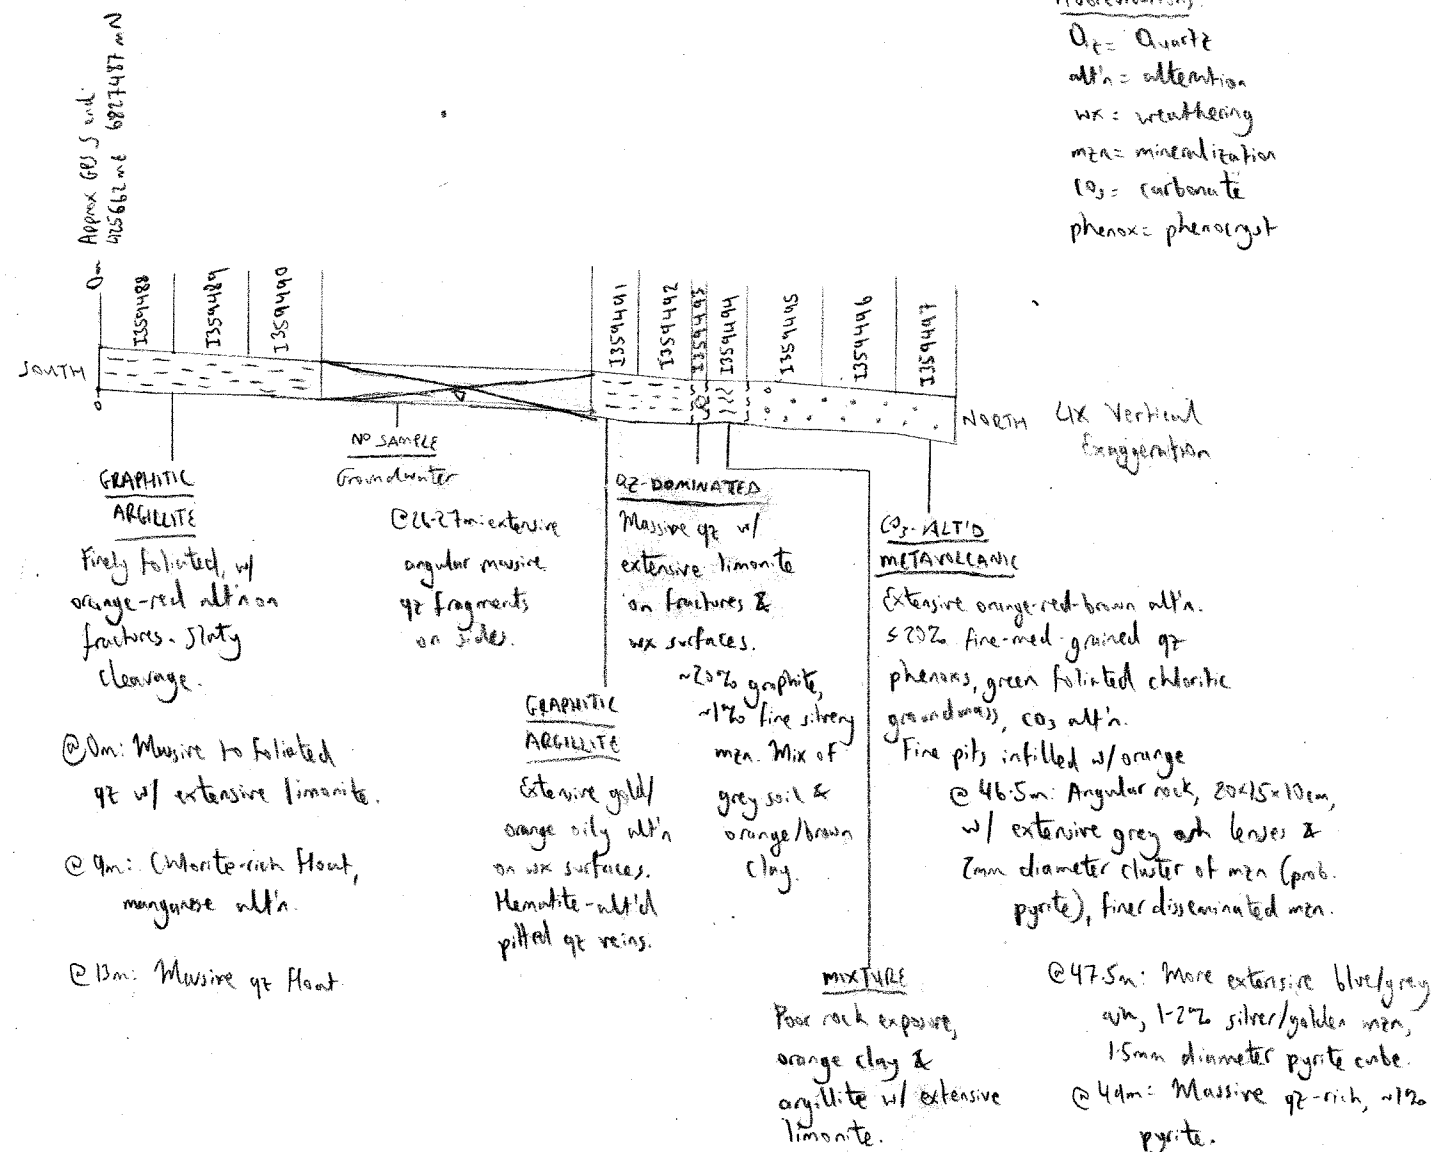 Abbreviations:
Qz = Quartz
alt'n = alteration
wx = weathering
mzn = mineralization
CO3 = carbonate
phenox = phenocryst
0m Approx GPS S end:
425662 mE 6827487 mN
I359488
I359489
I359490
I359491
I359492
I359493
I359494
I359495
I359496
I359497
SOUTH
NORTH
4X Vertical
Exaggeration
GRAPHITIC
ARGILLITE
Finely foliated, w/
orange-red alt'n on
fractures. Slaty
cleavage.
@0m: Massive to foliated
qz w/ extensive limonite.
@ 9m: Chlorite-rich float,
manganese alt'n.
@ 13m: Massive qz float.
NO SAMPLE
Groundwater
@26-27m: extensive
angular massive
qz fragments
on sides.
GRAPHITIC
ARGILLITE
Extensive gold/
orange oily alt'n
on wx surfaces.
Hematite-alt'd
pitted qz veins.
QZ-DOMINATED
Massive qz w/
extensive limonite
on fractures &
wx surfaces.
~20% graphite,
~1% fine silvery
mzn. Mix of
grey soil &
orange/brown
clay.
MIXTURE
Poor rock exposure,
orange clay &
argillite w/ extensive
limonite.
CO3-ALT'D
METAVOLCANIC
Extensive orange-red-brown alt'n.
≤20% fine-med-grained qz
phenoxs, green foliated chloritic
groundmass, CO3 alt'n.
Fine pits infilled w/ orange
@ 46.5m: Angular rock, 20x15x10cm,
w/ extensive grey ash lenses &
2mm diameter cluster of mzn (prob.
pyrite), finer disseminated mzn.
@47.5m: More extensive blue/grey
ash, 1-2% silver/golden mzn,
1.5mm diameter pyrite cube.
@ 49m: Massive qz-rich, ~1%
pyrite.